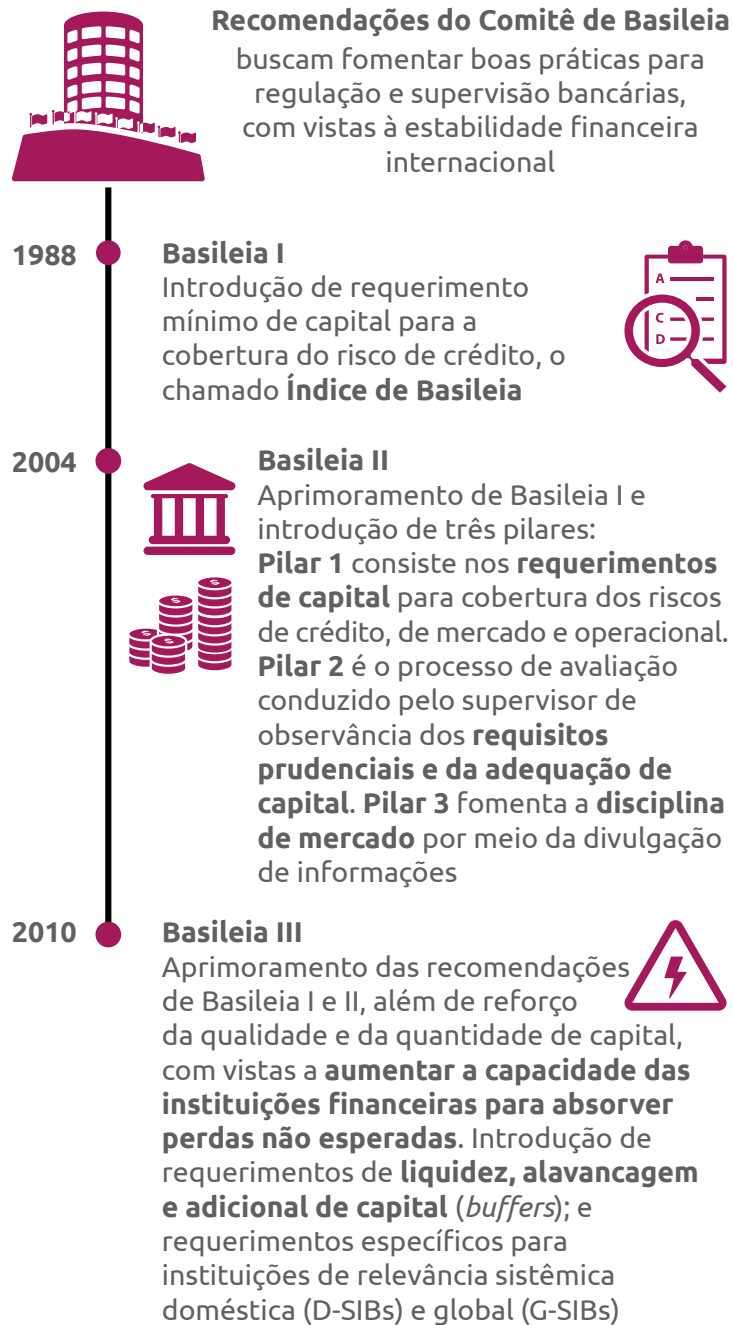 Recomendações do Comitê de Basileia
buscam fomentar boas práticas para
regulação e supervisão bancárias,
com vistas à estabilidade financeira
internacional
1988
Basileia I
Introdução de requerimento
mínimo de capital para a
cobertura do risco de crédito, o
chamado Índice de Basileia
A
C
D
2004
Basileia II
Aprimoramento de Basileia I e
introdução de três pilares:
Pilar 1 consiste nos requerimentos
de capital para cobertura dos riscos
de crédito, de mercado e operacional.
Pilar 2 é o processo de avaliação
conduzido pelo supervisor de
observância dos requisitos
prudenciais e da adequação de
capital. Pilar 3 fomenta a disciplina
de mercado por meio da divulgação
de informações
$
$
$
$
2010
Basileia III
Aprimoramento das recomendações
de Basileia I e II, além de reforço
da qualidade e da quantidade de capital,
com vistas a aumentar a capacidade das
instituições financeiras para absorver
perdas não esperadas. Introdução de
requerimentos de liquidez, alavancagem
e adicional de capital (buffers); e
requerimentos específicos para
instituições de relevância sistêmica
doméstica (D-SIBs) e global (G-SIBs)